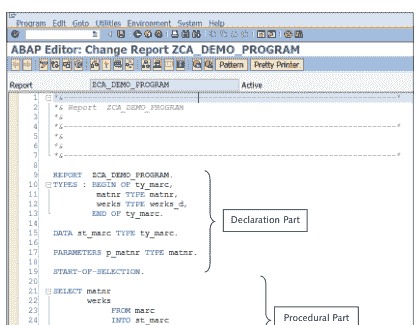 Program Edit Goto Utilities Environment System Help
ABAP Editor: Change Report ZCA_DEMO_PROGRAM
Pattern Pretty Printer
Report ZCA_DEMO_PROGRAM Active
1 *&---------------------------------------------------------------------*
2 *& Report ZCA_DEMO_PROGRAM
3 *&
4 *&---------------------------------------------------------------------*
5 *&
6 *&
7 *&---------------------------------------------------------------------*
8
9 REPORT ZCA_DEMO_PROGRAM.
10 TYPES : BEGIN OF ty_marc,
11 matnr TYPE matnr,
12 werks TYPE werks_d,
13 END OF ty_marc.
14
15 DATA st_marc TYPE ty_marc.
16
17 PARAMETERS p_matnr TYPE matnr.
18
19 START-OF-SELECTION.
Declaration Part
20
21 SELECT matnr
22 werks
23 FROM marc
24 INTO st_marc
Procedural Part